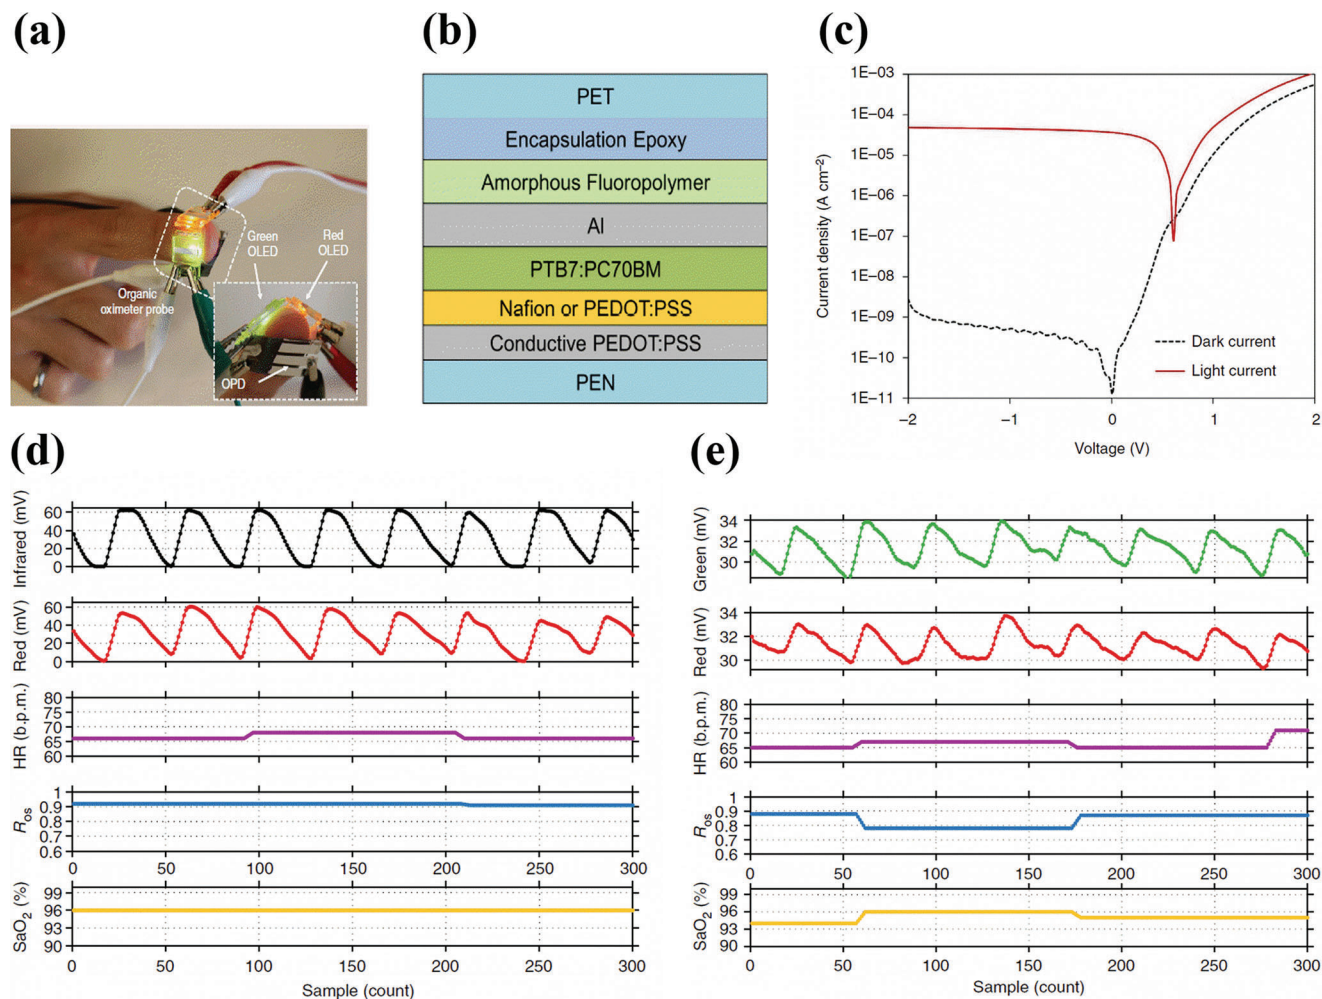 (a)
Green
OLED
Red
OLED
Organic
oximeter probe
OPD
(b)
PET
Encapsulation Epoxy
Amorphous Fluoropolymer
Al
PTB7:PC70BM
Nafion or PEDOT:PSS
Conductive PEDOT:PSS
PEN
(c)
Current density (A cm⁻²)
1E−03
1E−04
1E−05
1E−06
1E−07
1E−08
1E−09
1E−10
1E−11
Dark current
Light current
−2 −1 0 1 2
Voltage (V)
(d)
Infrared (mV)
60
40
20
0
Red (mV)
60
40
20
0
HR (b.p.m.)
80
75
70
65
60
Ros
1
0.9
0.8
0.7
0.6
0 50 100 150 200 250 300
SaO2 (%)
99
96
93
90
0 50 100 150 200 250 300
Sample (count)
(e)
Green (mV)
34
32
30
Red (mV)
34
32
30
HR (b.p.m.)
80
75
70
65
60
Ros
1
0.9
0.8
0.7
0.6
0 50 100 150 200 250 300
SaO2 (%)
99
96
93
90
0 50 100 150 200 250 300
Sample (count)